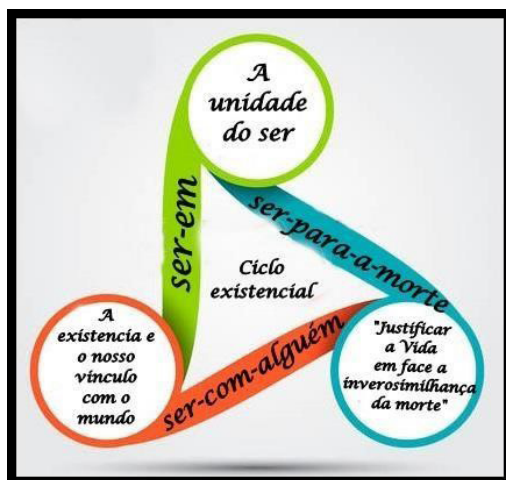 A
unidade
do ser
ser-em
ser-para-a-morte
Ciclo
existencial
A
existencia e
o nosso
vinculo
com o
mundo
ser-com-alguém
"Justificar
a Vida
em face a
inverosimilhança
da morte"